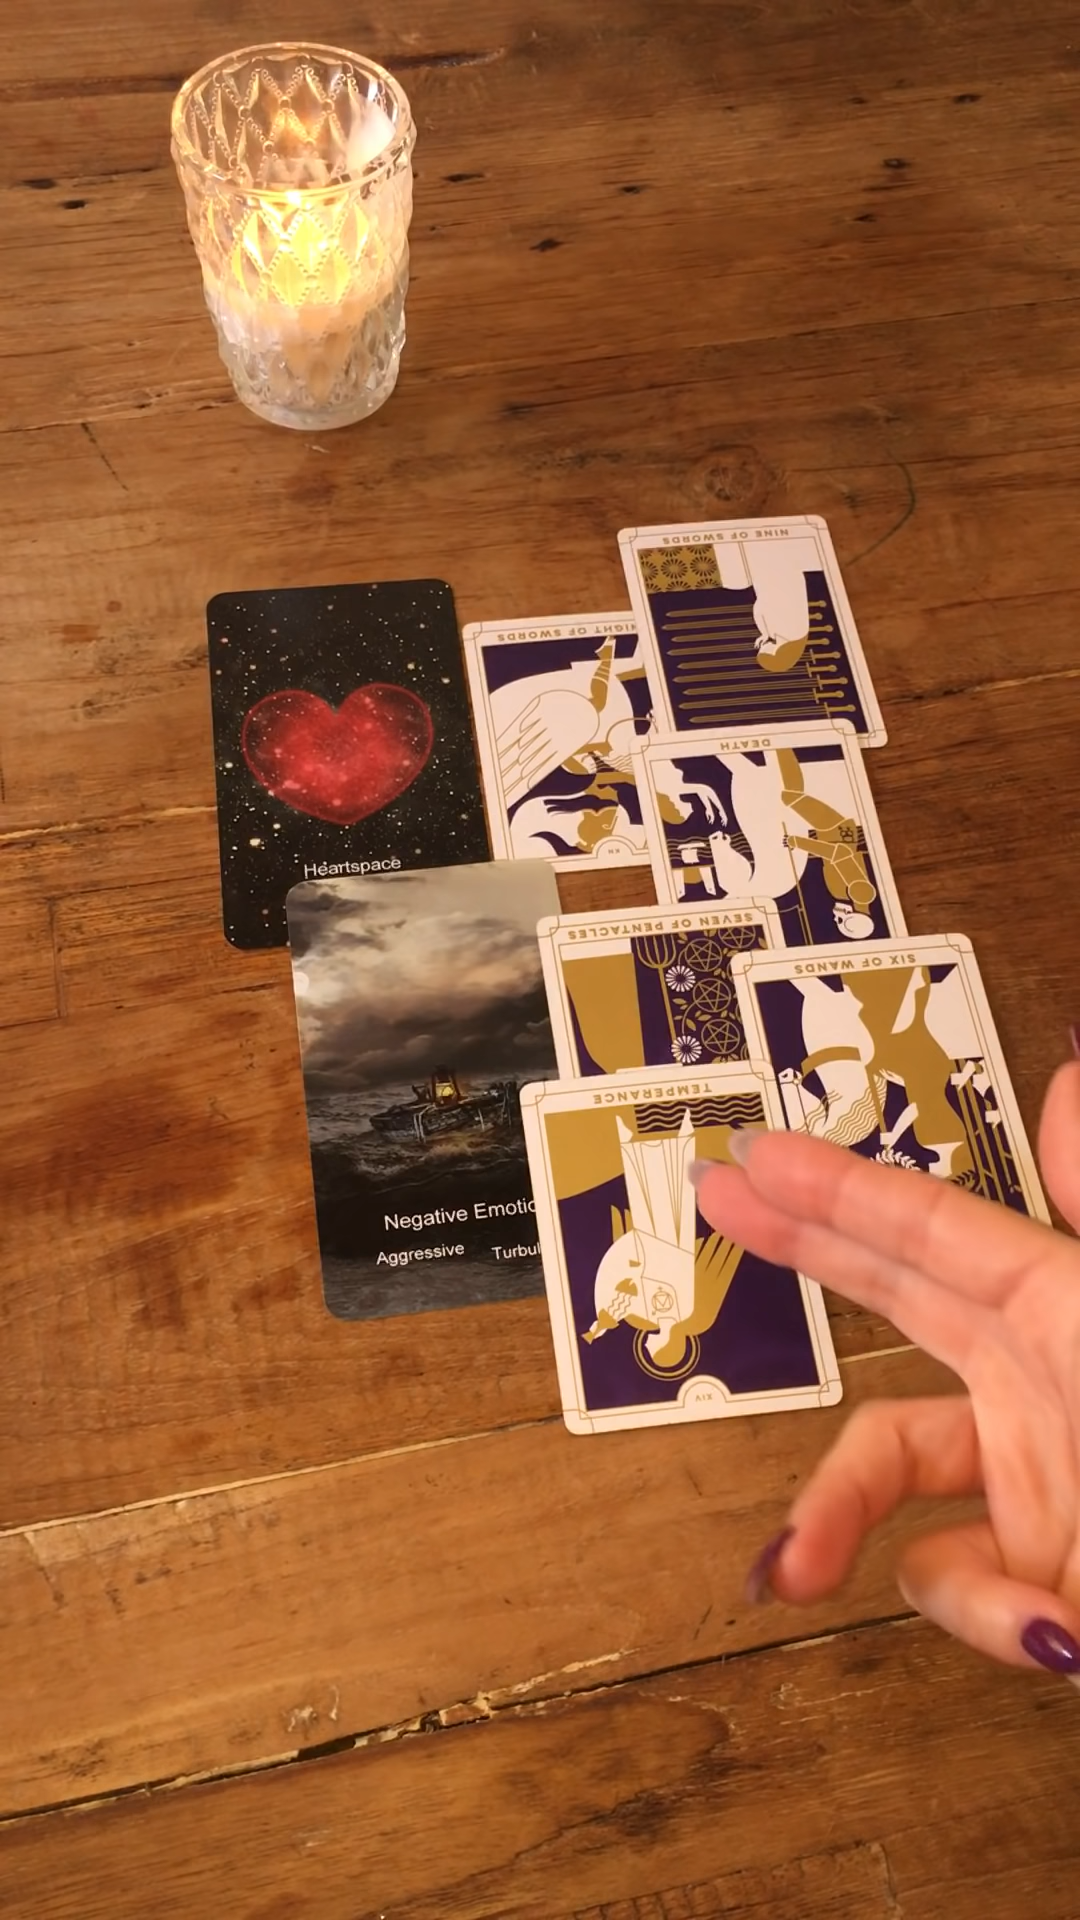 NINE OF SWORDS
NIGHT OF SWORDS
DEATH
Heartspace
SEVEN OF PENTACLES
SIX OF WANDS
TEMPERANCE
Negative Emotio
Aggressive Turbul
XIV